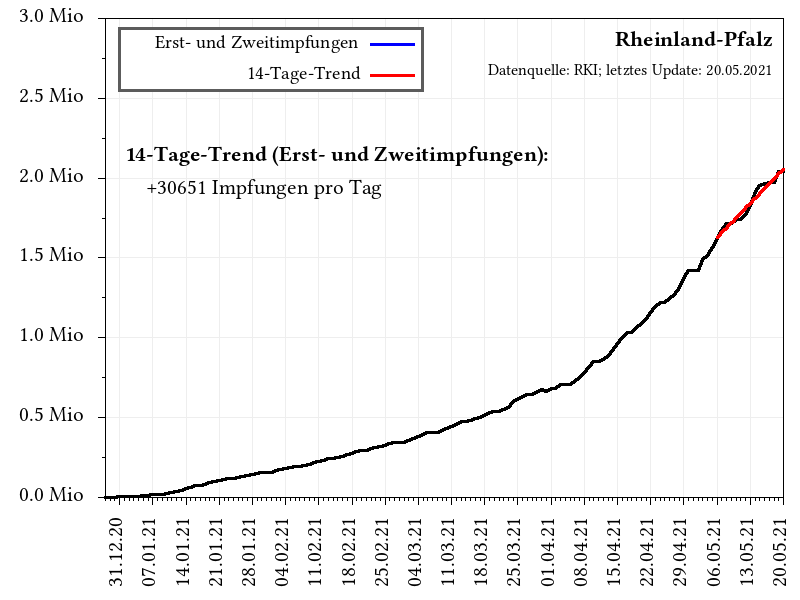 3.0 Mio
Erst- und Zweitimpfungen
Rheinland-Pfalz
14-Tage-Trend
Datenquelle: RKI; letztes Update: 20.05.2021
2.5 Mio
14-Tage-Trend (Erst- und Zweitimpfungen):
2.0 Mio
+30651 Impfungen pro Tag
1.5 Mio
1.0 Mio
0.5 Mio
0.0 Mio
31.12.20
07.01.21
14.01.21
21.01.21
28.01.21
04.02.21
11.02.21
18.02.21
25.02.21
04.03.21
11.03.21
18.03.21
25.03.21
01.04.21
08.04.21
15.04.21
22.04.21
29.04.21
06.05.21
13.05.21
20.05.21